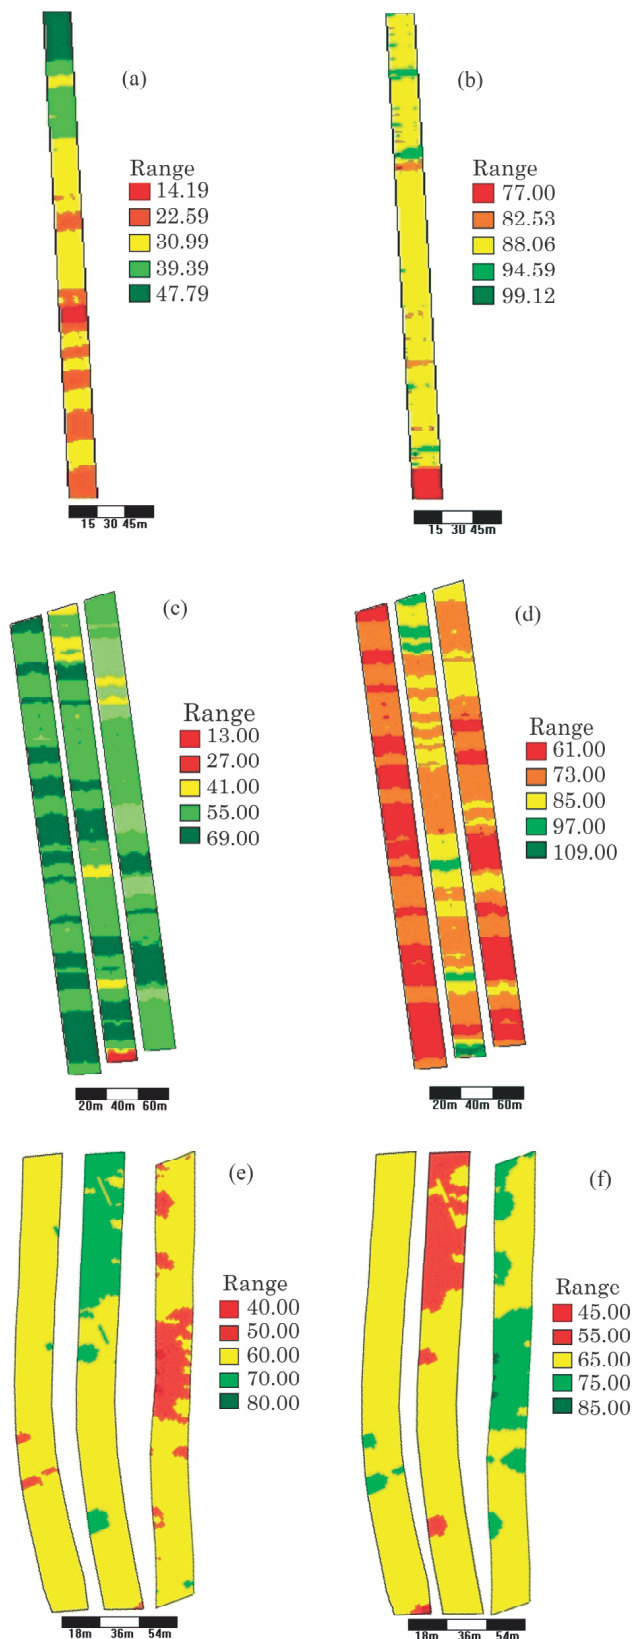 (a)
Range
14.19
22.59
30.99
39.39
47.79
15 30 45m
(b)
Range
77.00
82.53
88.06
94.59
99.12
15 30 45m
(c)
Range
13.00
27.00
41.00
55.00
69.00
20m 40m 60m
(d)
Range
61.00
73.00
85.00
97.00
109.00
20m 40m 60m
(e)
Range
40.00
50.00
60.00
70.00
80.00
18m 36m 54m
(f)
Range
45.00
55.00
65.00
75.00
85.00
18m 36m 54m